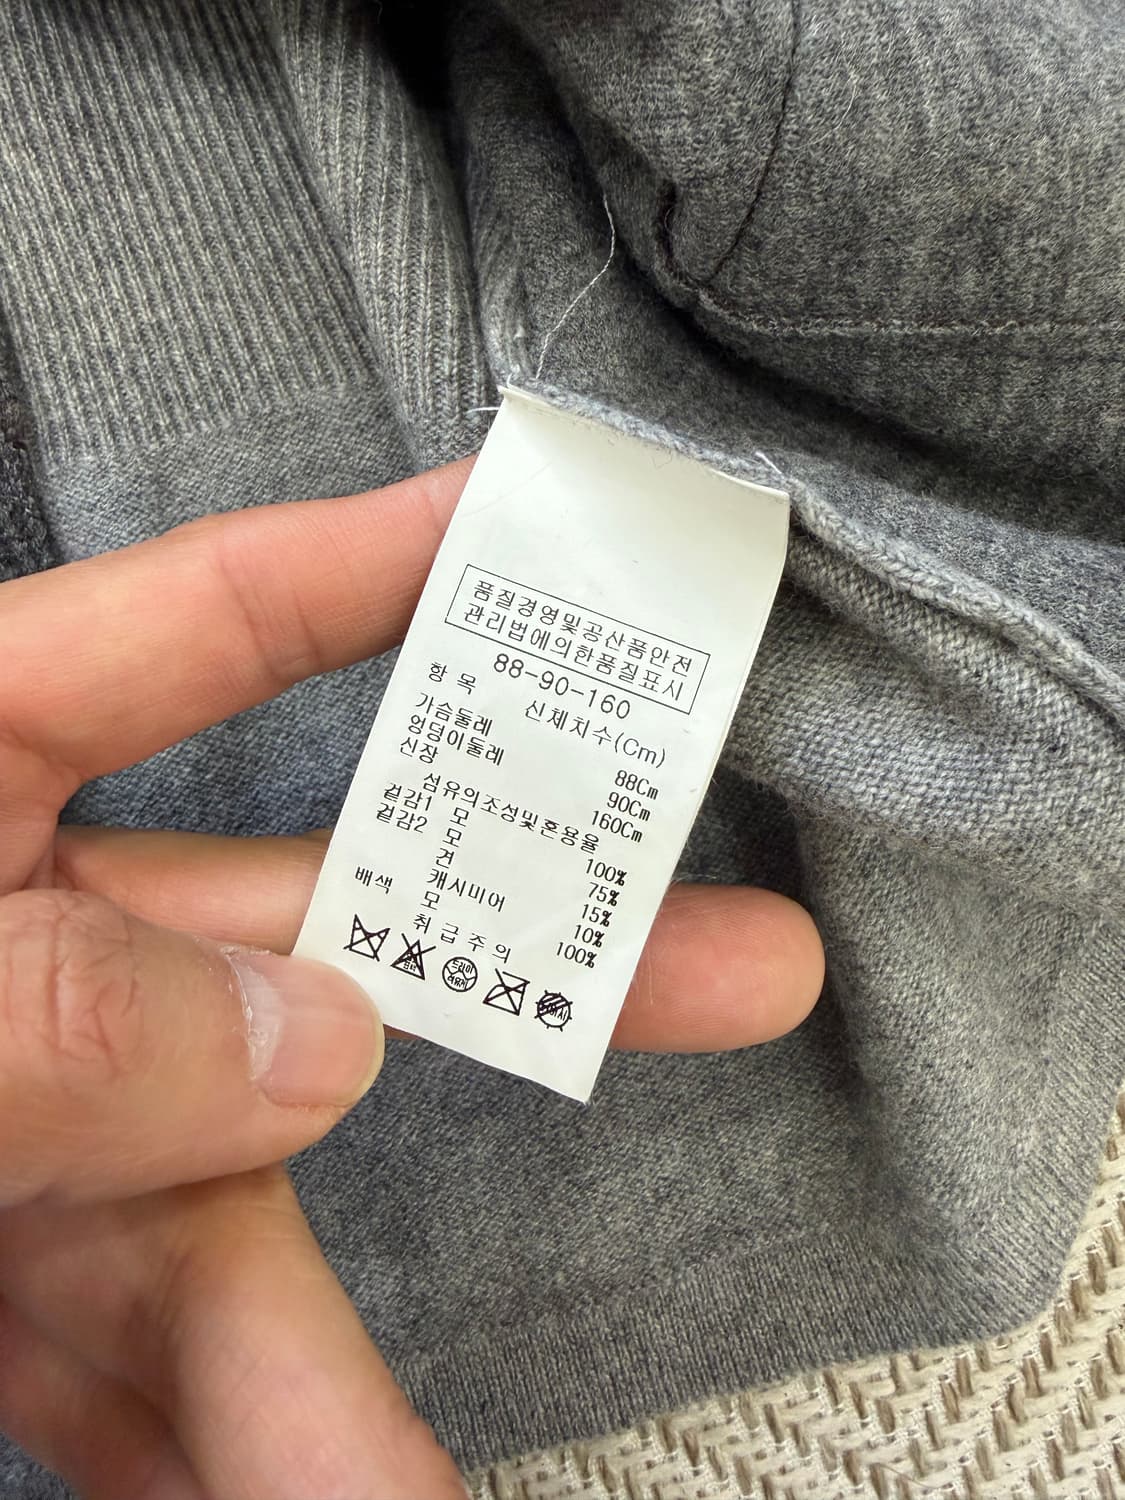 품질경영및공산품안전
관리법에의한품질표시
88-90-160
항 목 신체치수(Cm)
가슴둘레 88Cm
엉덩이둘레 90Cm
신장 160Cm
섬유의조성및혼용율
겉감1 모 100%
겉감2 모 75%
견 15%
캐시미어 10%
배색 모 100%
취급주의
드라이